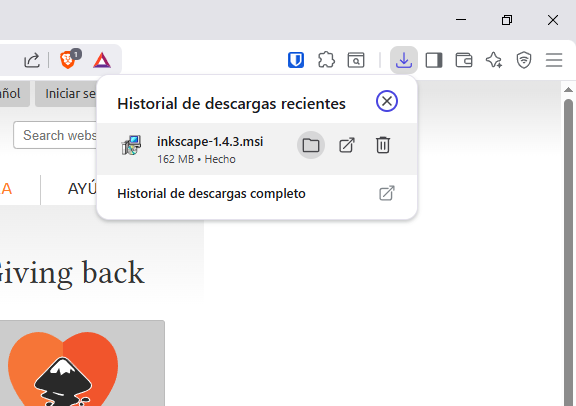 1
Iniciar se
Historial de descargas recientes
inkscape-1.4.3.msi
162 MB • Hecho
Historial de descargas completo
Search webs
AYÚ
Giving back